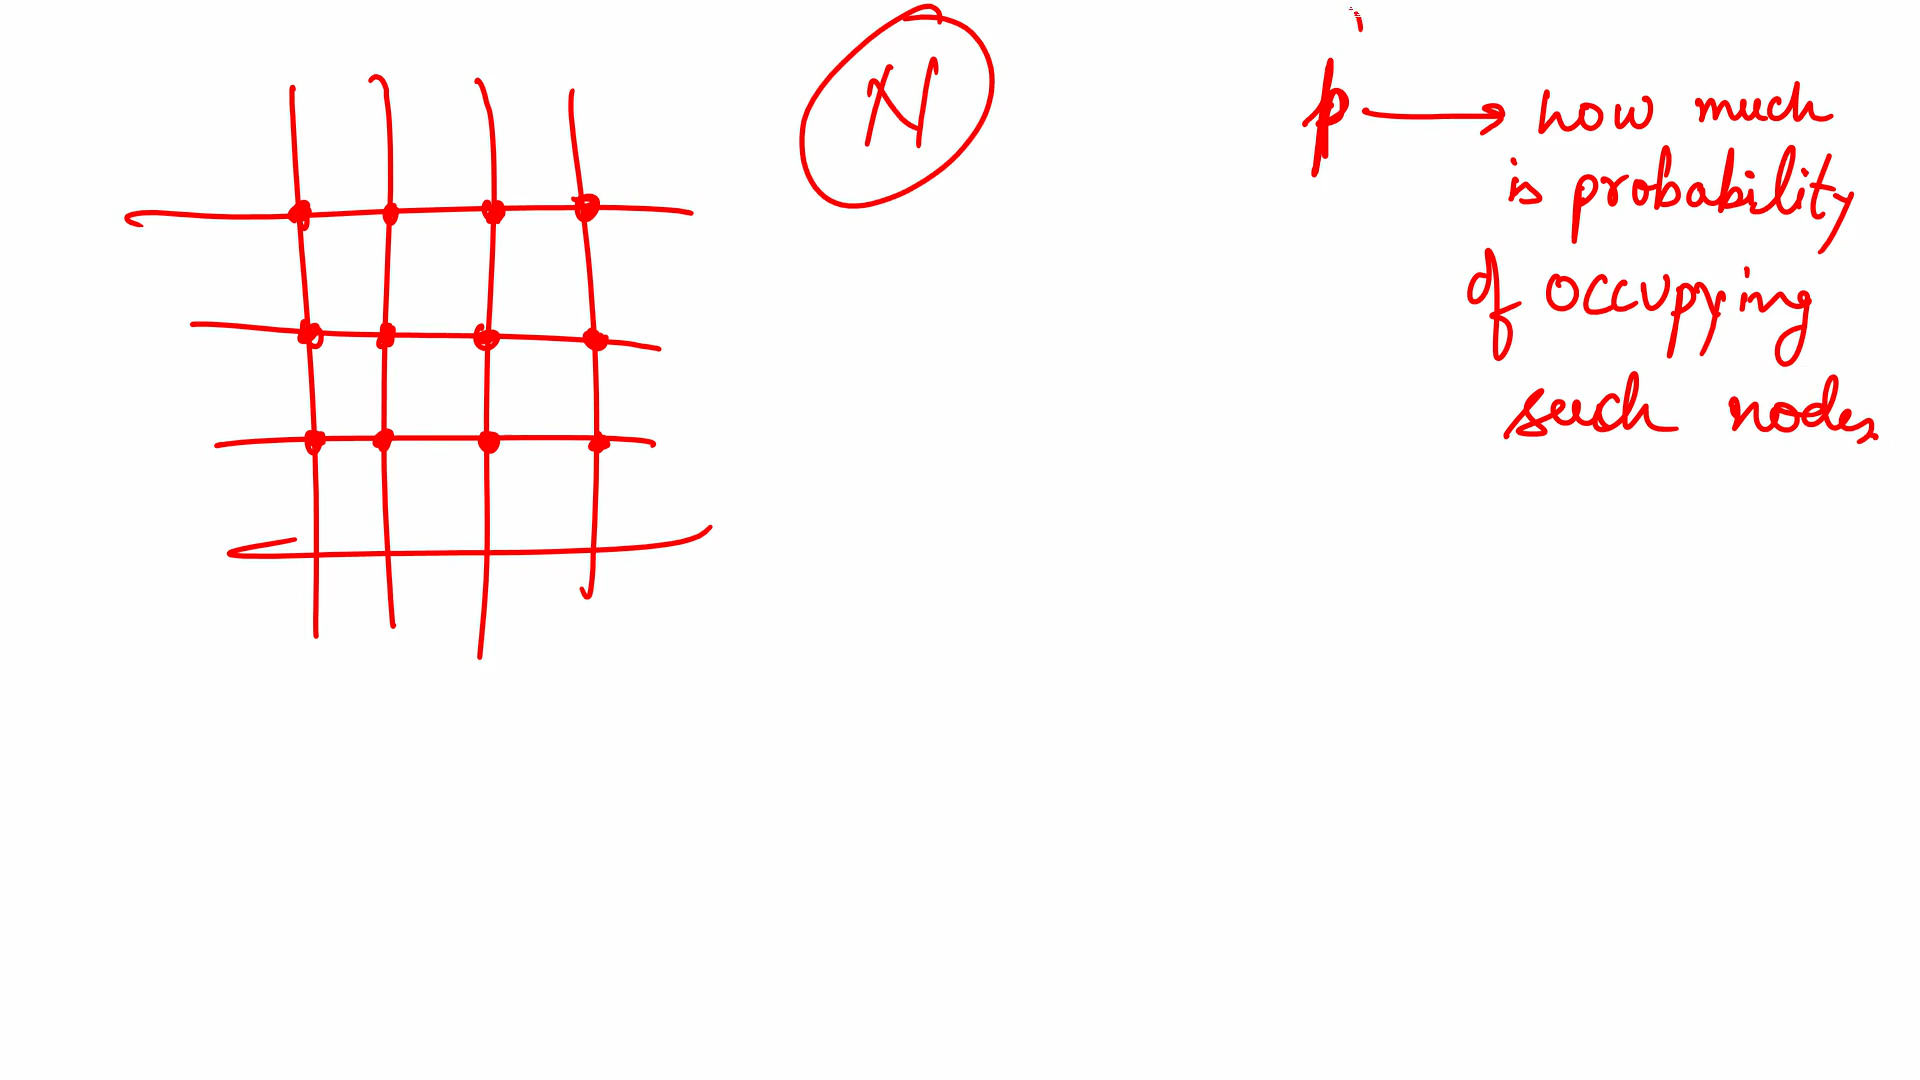 N
p → how much
is probability
of occupying
such nodes